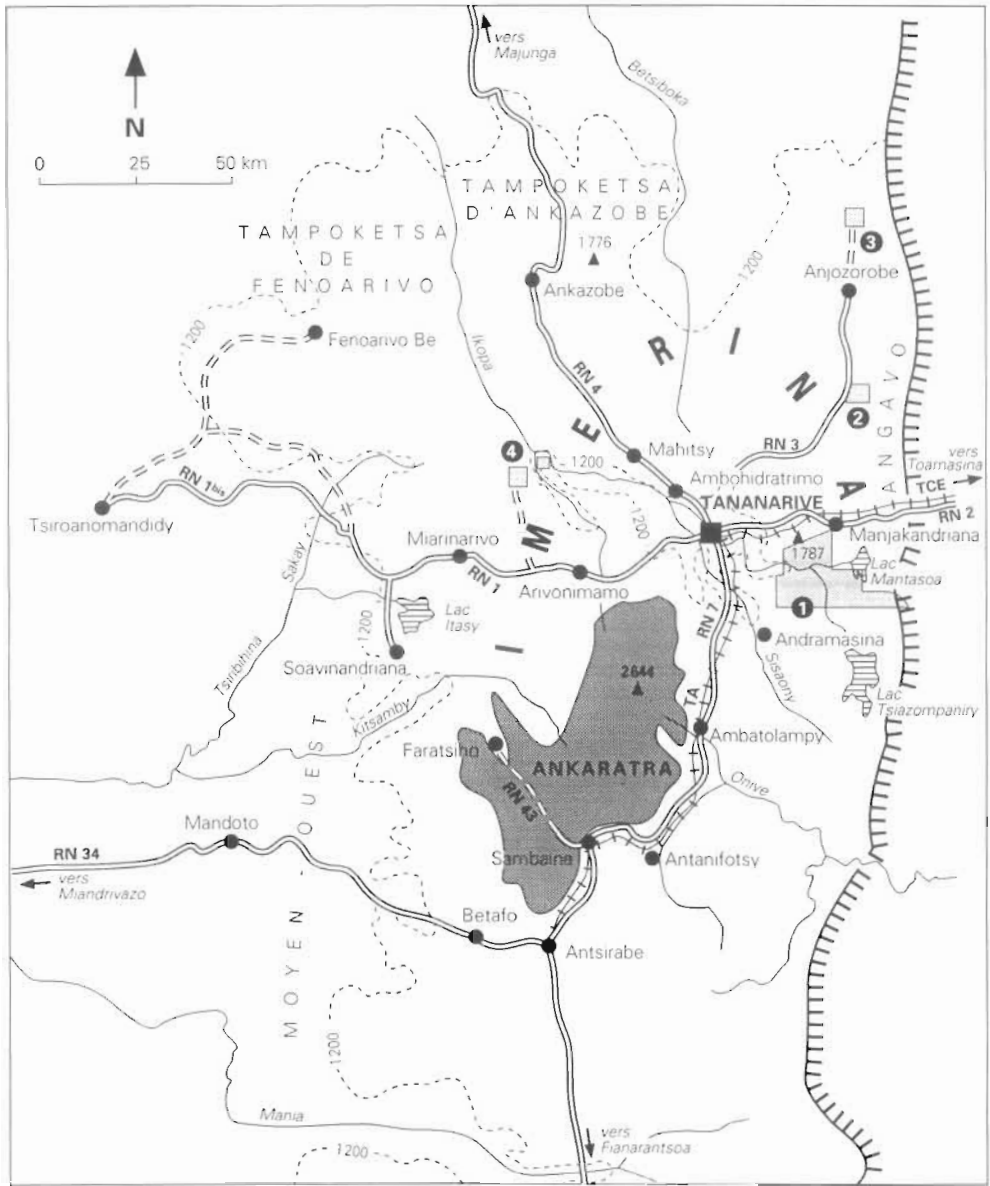 vers
Majunga
Betsiboka
N
0 25 50 km
TAMPOKETSA
D'ANKAZOBE
1776
TAMPOKETSA
DE
FENOARIVO
3
Anjozorobe
1200
Ankazobe
1200
Fenoarivo Be
Ikopa
RN 4
I M E R I N A
ANGAVO
2
RN 3
vers
Toamasina
4
1200
Mahitsy
Ambohidratrimo
TANANARIVE
TCE
RN 2
RN 1bis
Tsiroanomandidy
1200
Manjakandriana
1787
Miarinarivo
Sakay
RN 1
Arivonimamo
Lac
Mantasoa
1
Lac
Itasy
1200
RN 7
Andramasina
Soavinandriana
Tsiribihina
Sisaony
2644
Lac
Tsiazompaniry
Kitsamby
TA
Faratsiho
ANKARATRA
Ambatolampy
Onive
RN 43
MOYEN-OUEST
Mandoto
Sambaine
Antanifotsy
RN 34
vers
Miandrivazo
Betafo
Antsirabe
1200
Mania
vers
Fianarantsoa
1200